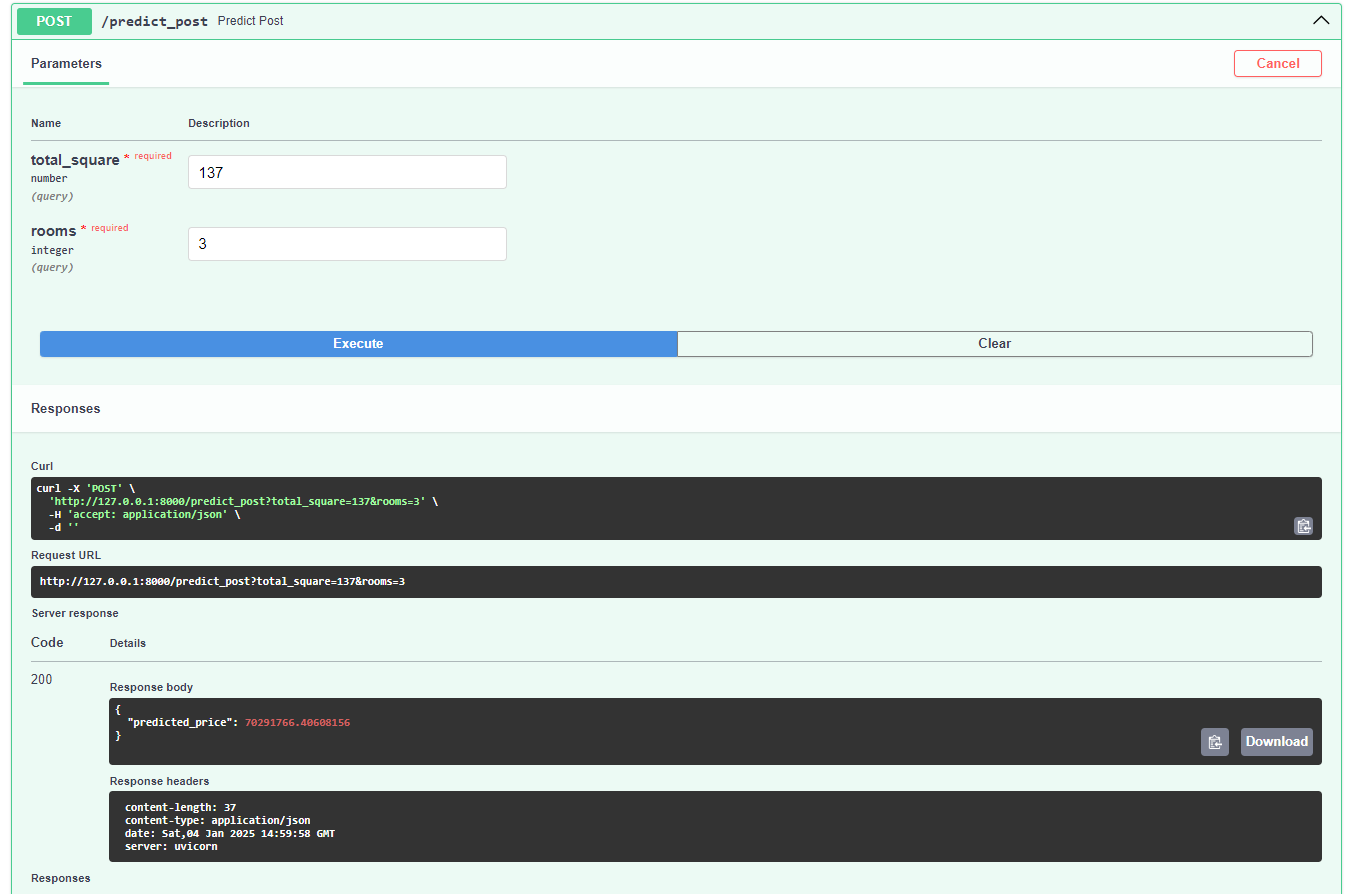 POST /predict_post Predict Post
Parameters
Cancel
Name Description
total_square * required
number
(query)
137
rooms * required
integer
(query)
3
Execute Clear
Responses
Curl
curl -X 'POST' \
  'http://127.0.0.1:8000/predict_post?total_square=137&rooms=3' \
  -H 'accept: application/json' \
  -d ''
Request URL
http://127.0.0.1:8000/predict_post?total_square=137&rooms=3
Server response
Code Details
200
Response body
{
  "predicted_price": 70291766.40608156
}
Download
Response headers
content-length: 37
content-type: application/json
date: Sat,04 Jan 2025 14:59:58 GMT
server: uvicorn
Responses